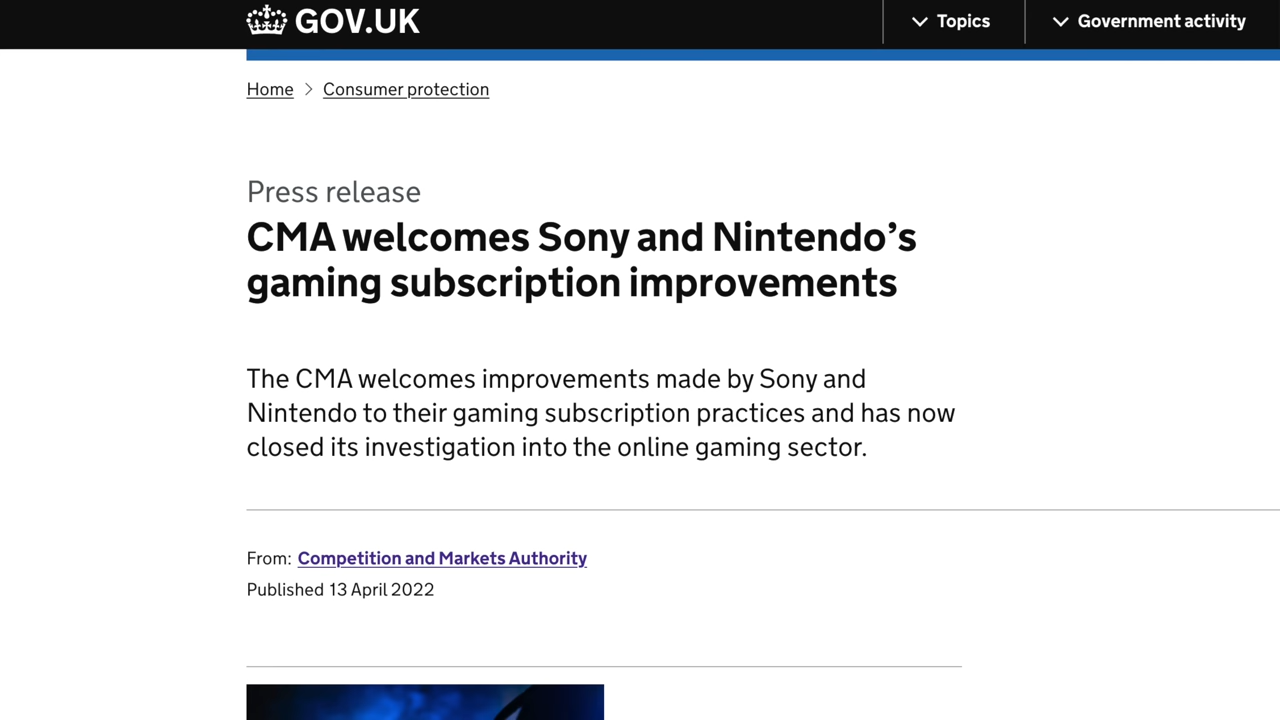 GOV.UK
Topics
Government activity
Home > Consumer protection
Press release
CMA welcomes Sony and Nintendo’s
gaming subscription improvements
The CMA welcomes improvements made by Sony and
Nintendo to their gaming subscription practices and has now
closed its investigation into the online gaming sector.
From: Competition and Markets Authority
Published 13 April 2022